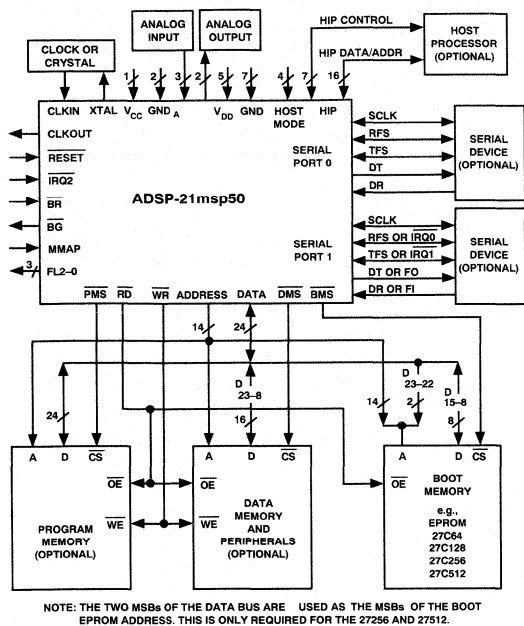 CLOCK OR
CRYSTAL
ANALOG
INPUT
ANALOG
OUTPUT
HIP CONTROL
HIP DATA/ADDR
HOST
PROCESSOR
(OPTIONAL)
1 2 3 2 5 7 4 7 16
CLKIN XTAL VCC GNDA VDD GND HOST MODE HIP
CLKOUT
RESET
IRQ2
BR
BG
MMAP
3
FL2–0
ADSP-21msp50
SERIAL
PORT 0
SCLK
RFS
TFS
DT
DR
SERIAL
DEVICE
(OPTIONAL)
SERIAL
PORT 1
SCLK
RFS OR IRQ0
TFS OR IRQ1
DT OR FO
DR OR FI
SERIAL
DEVICE
(OPTIONAL)
PMS RD WR ADDRESS DATA DMS BMS
14 24
24
D
23–8
16
14
D
23–22
2
D
15–8
8
A D CS
OE
WE
PROGRAM
MEMORY
(OPTIONAL)
A D CS
OE
WE
DATA
MEMORY
AND
PERIPHERALS
(OPTIONAL)
A D CS
OE
BOOT
MEMORY
e.g.,
EPROM
27C64
27C128
27C256
27C512
NOTE: THE TWO MSBs OF THE DATA BUS ARE USED AS THE MSBs OF THE BOOT
EPROM ADDRESS. THIS IS ONLY REQUIRED FOR THE 27256 AND 27512.